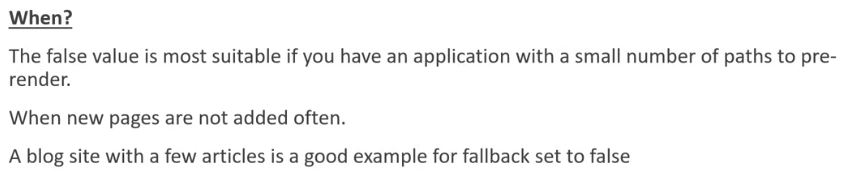 When?
The false value is most suitable if you have an application with a small number of paths to pre-
render.
When new pages are not added often.
A blog site with a few articles is a good example for fallback set to false